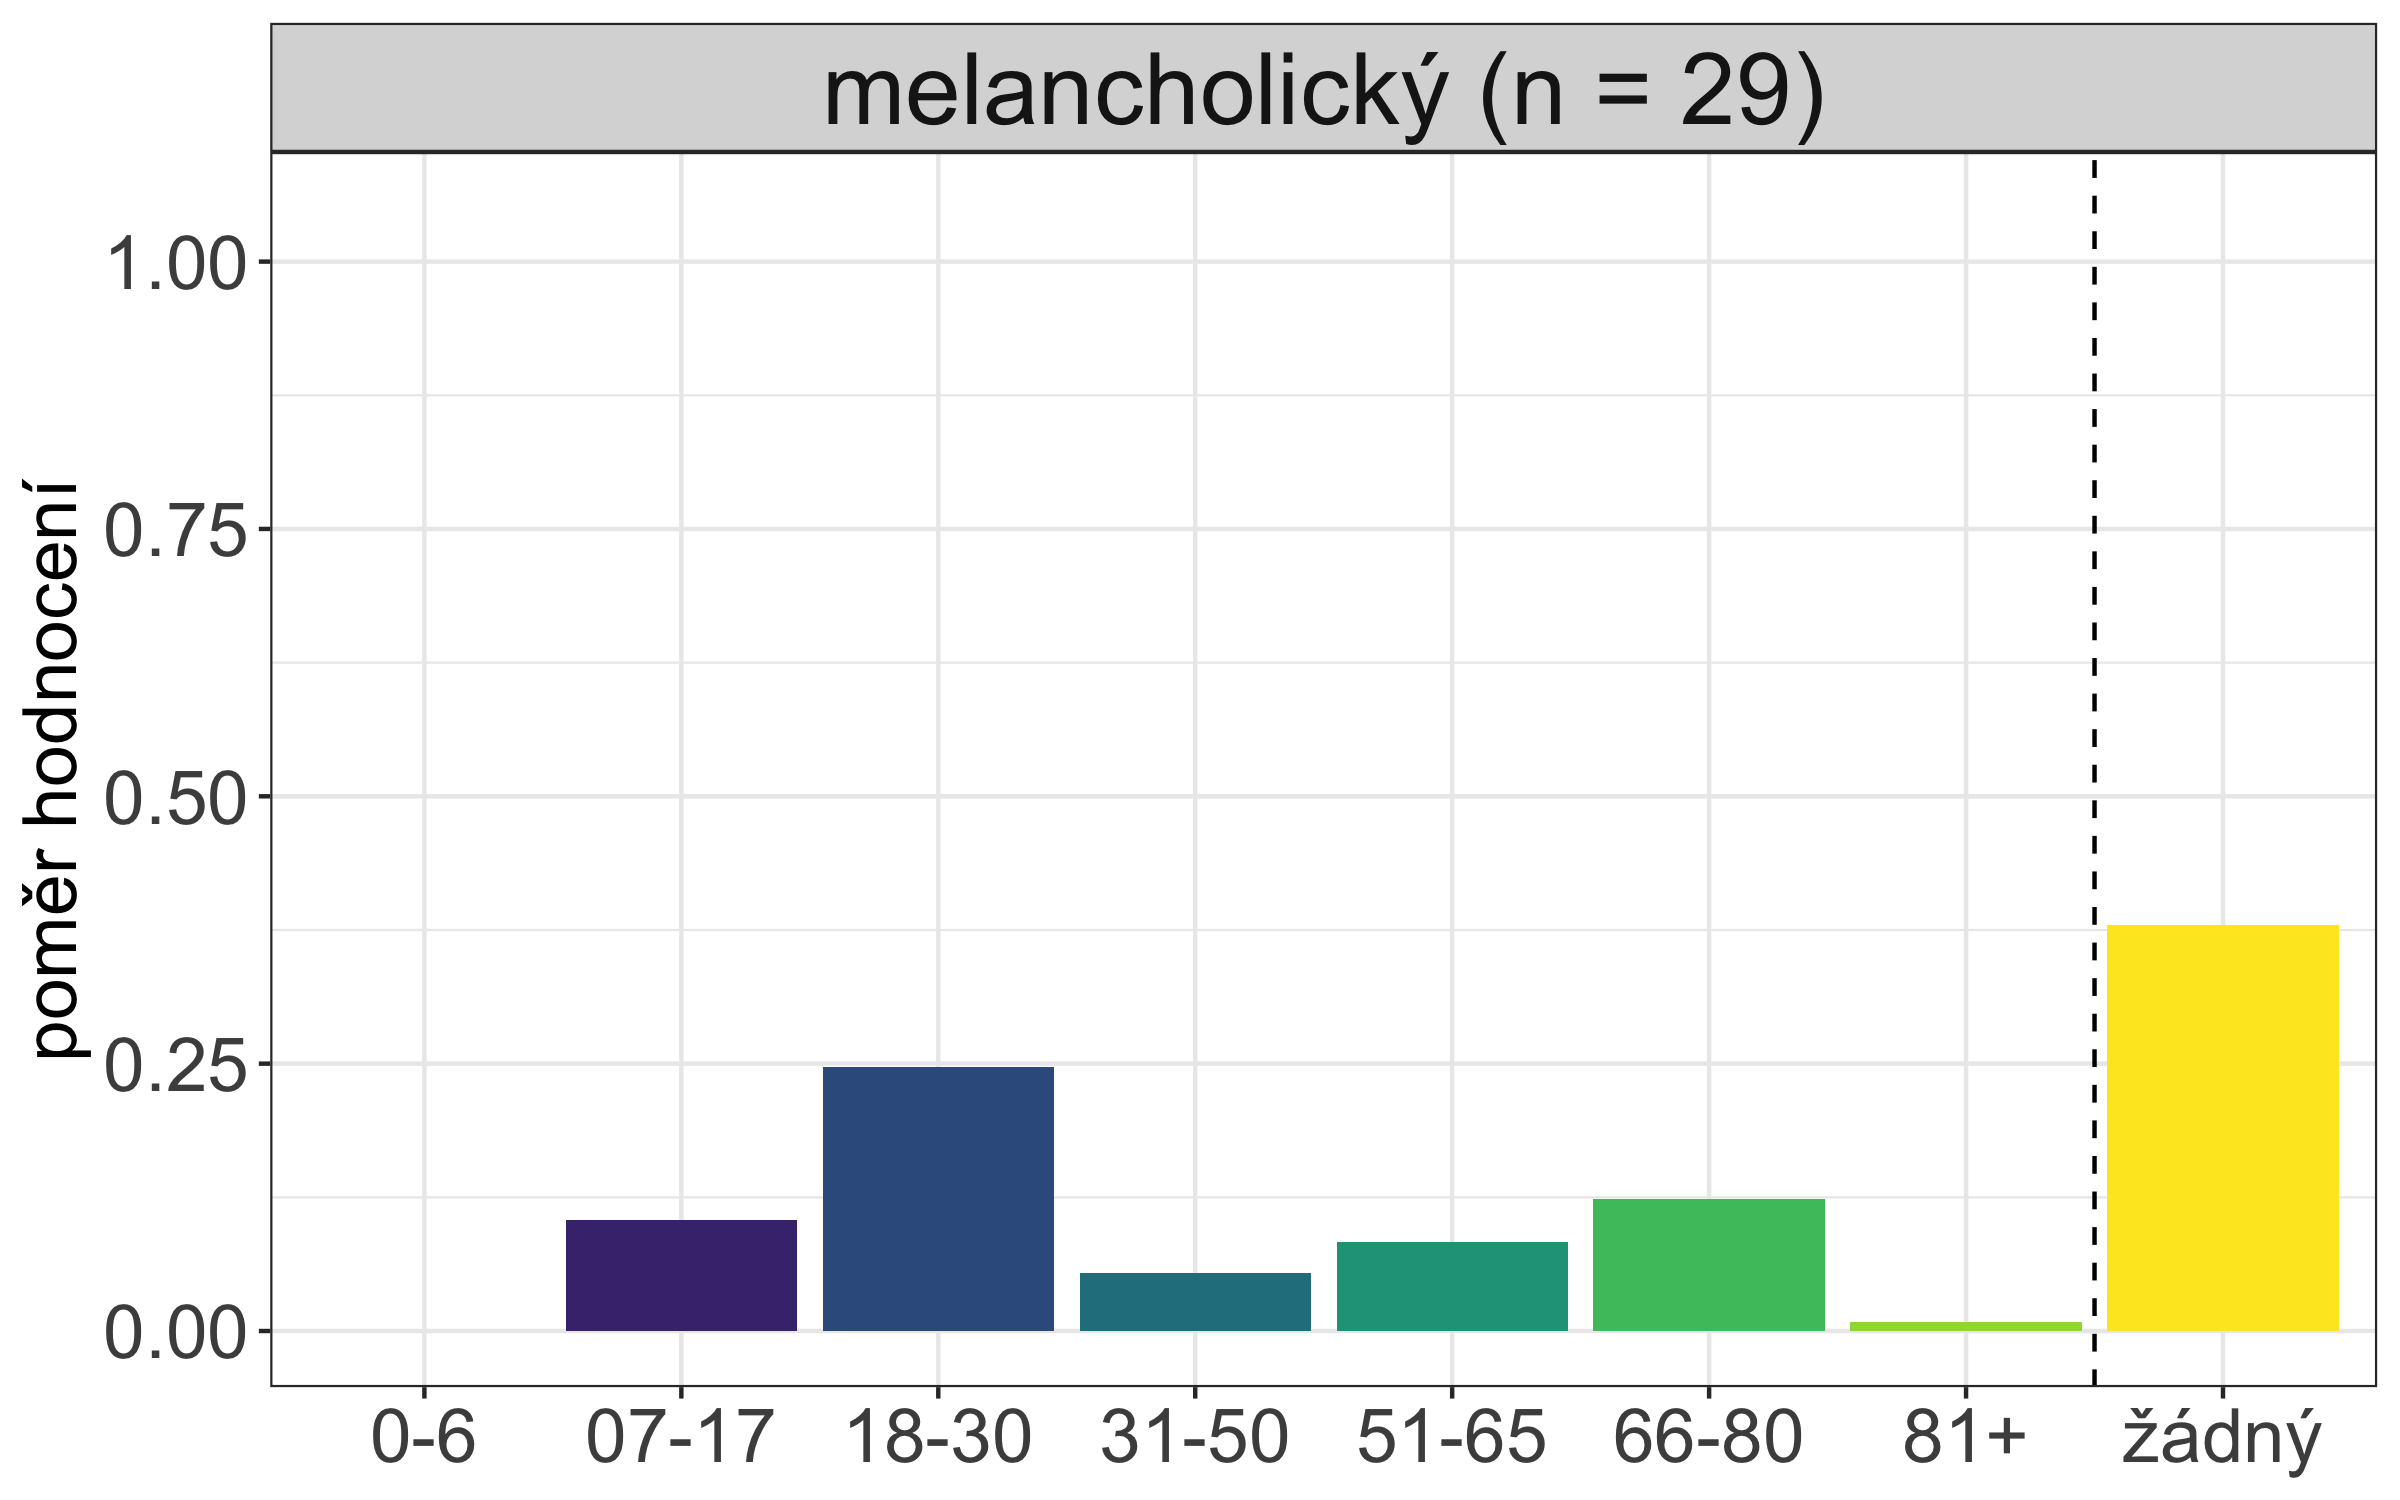 melancholický (n = 29)
poměr hodnocení
1.00
0.75
0.50
0.25
0.00
0-6 07-17 18-30 31-50 51-65 66-80 81+ žádný